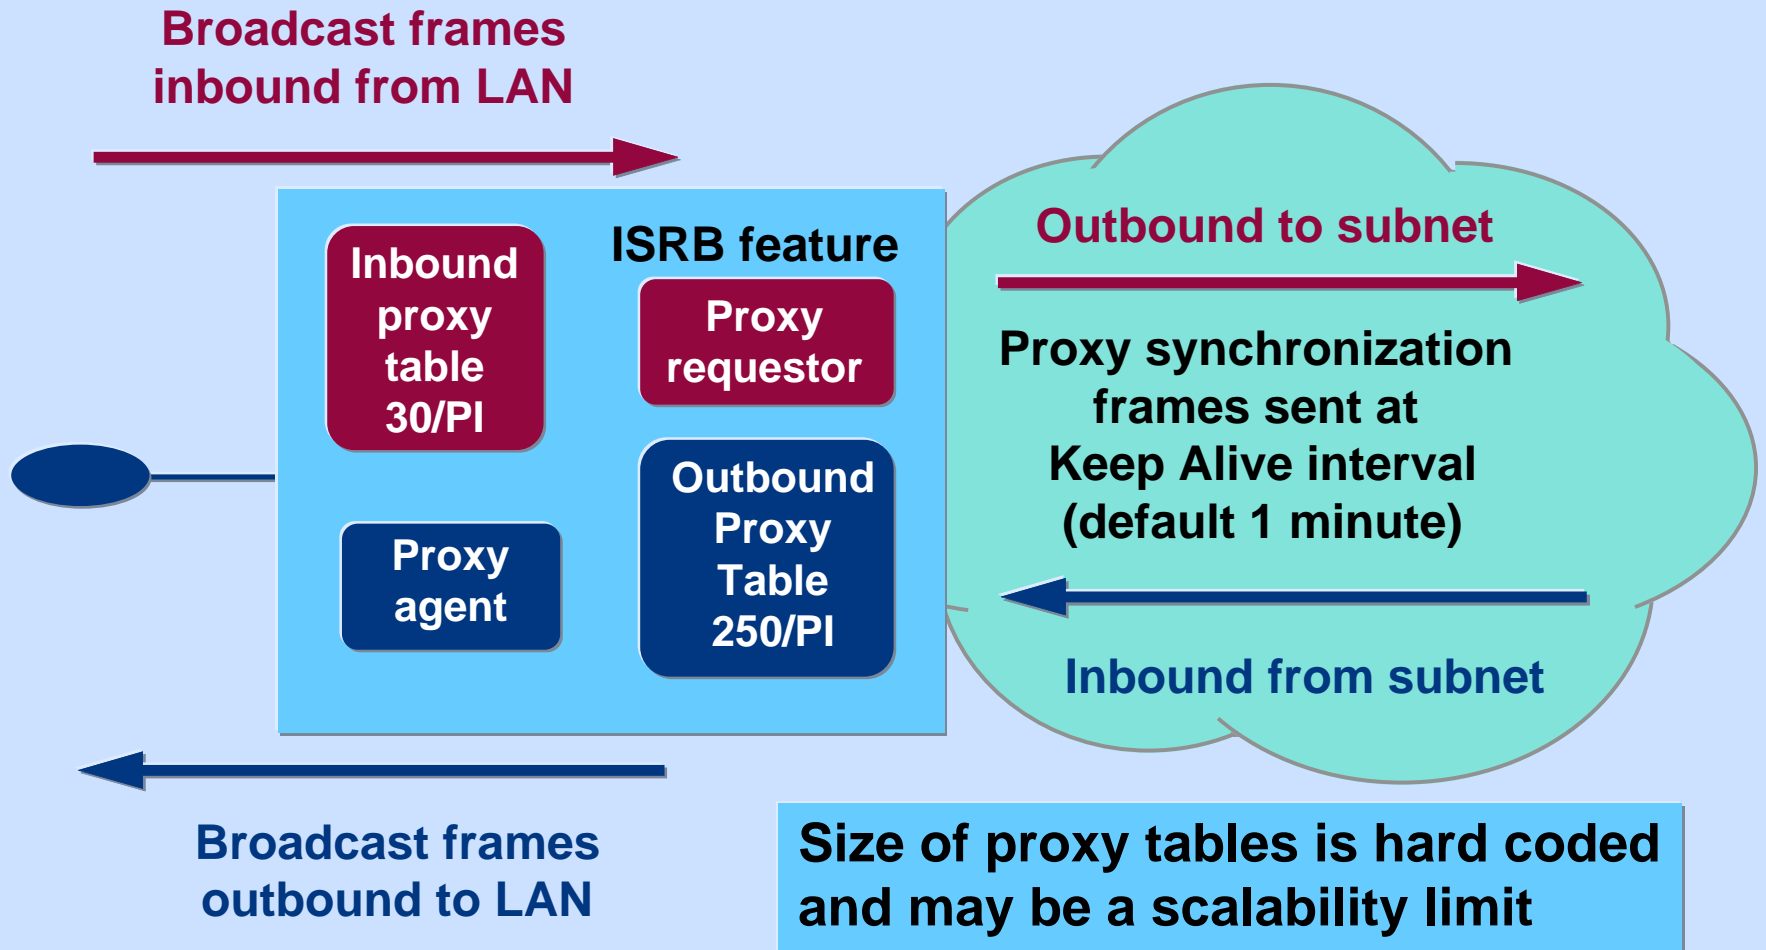 Broadcast frames
inbound from LAN
ISRB feature
Inbound
proxy
table
30/PI
Proxy
requestor
Proxy
agent
Outbound
Proxy
Table
250/PI
Outbound to subnet
Proxy synchronization
frames sent at
Keep Alive interval
(default 1 minute)
Inbound from subnet
Broadcast frames
outbound to LAN
Size of proxy tables is hard coded
and may be a scalability limit